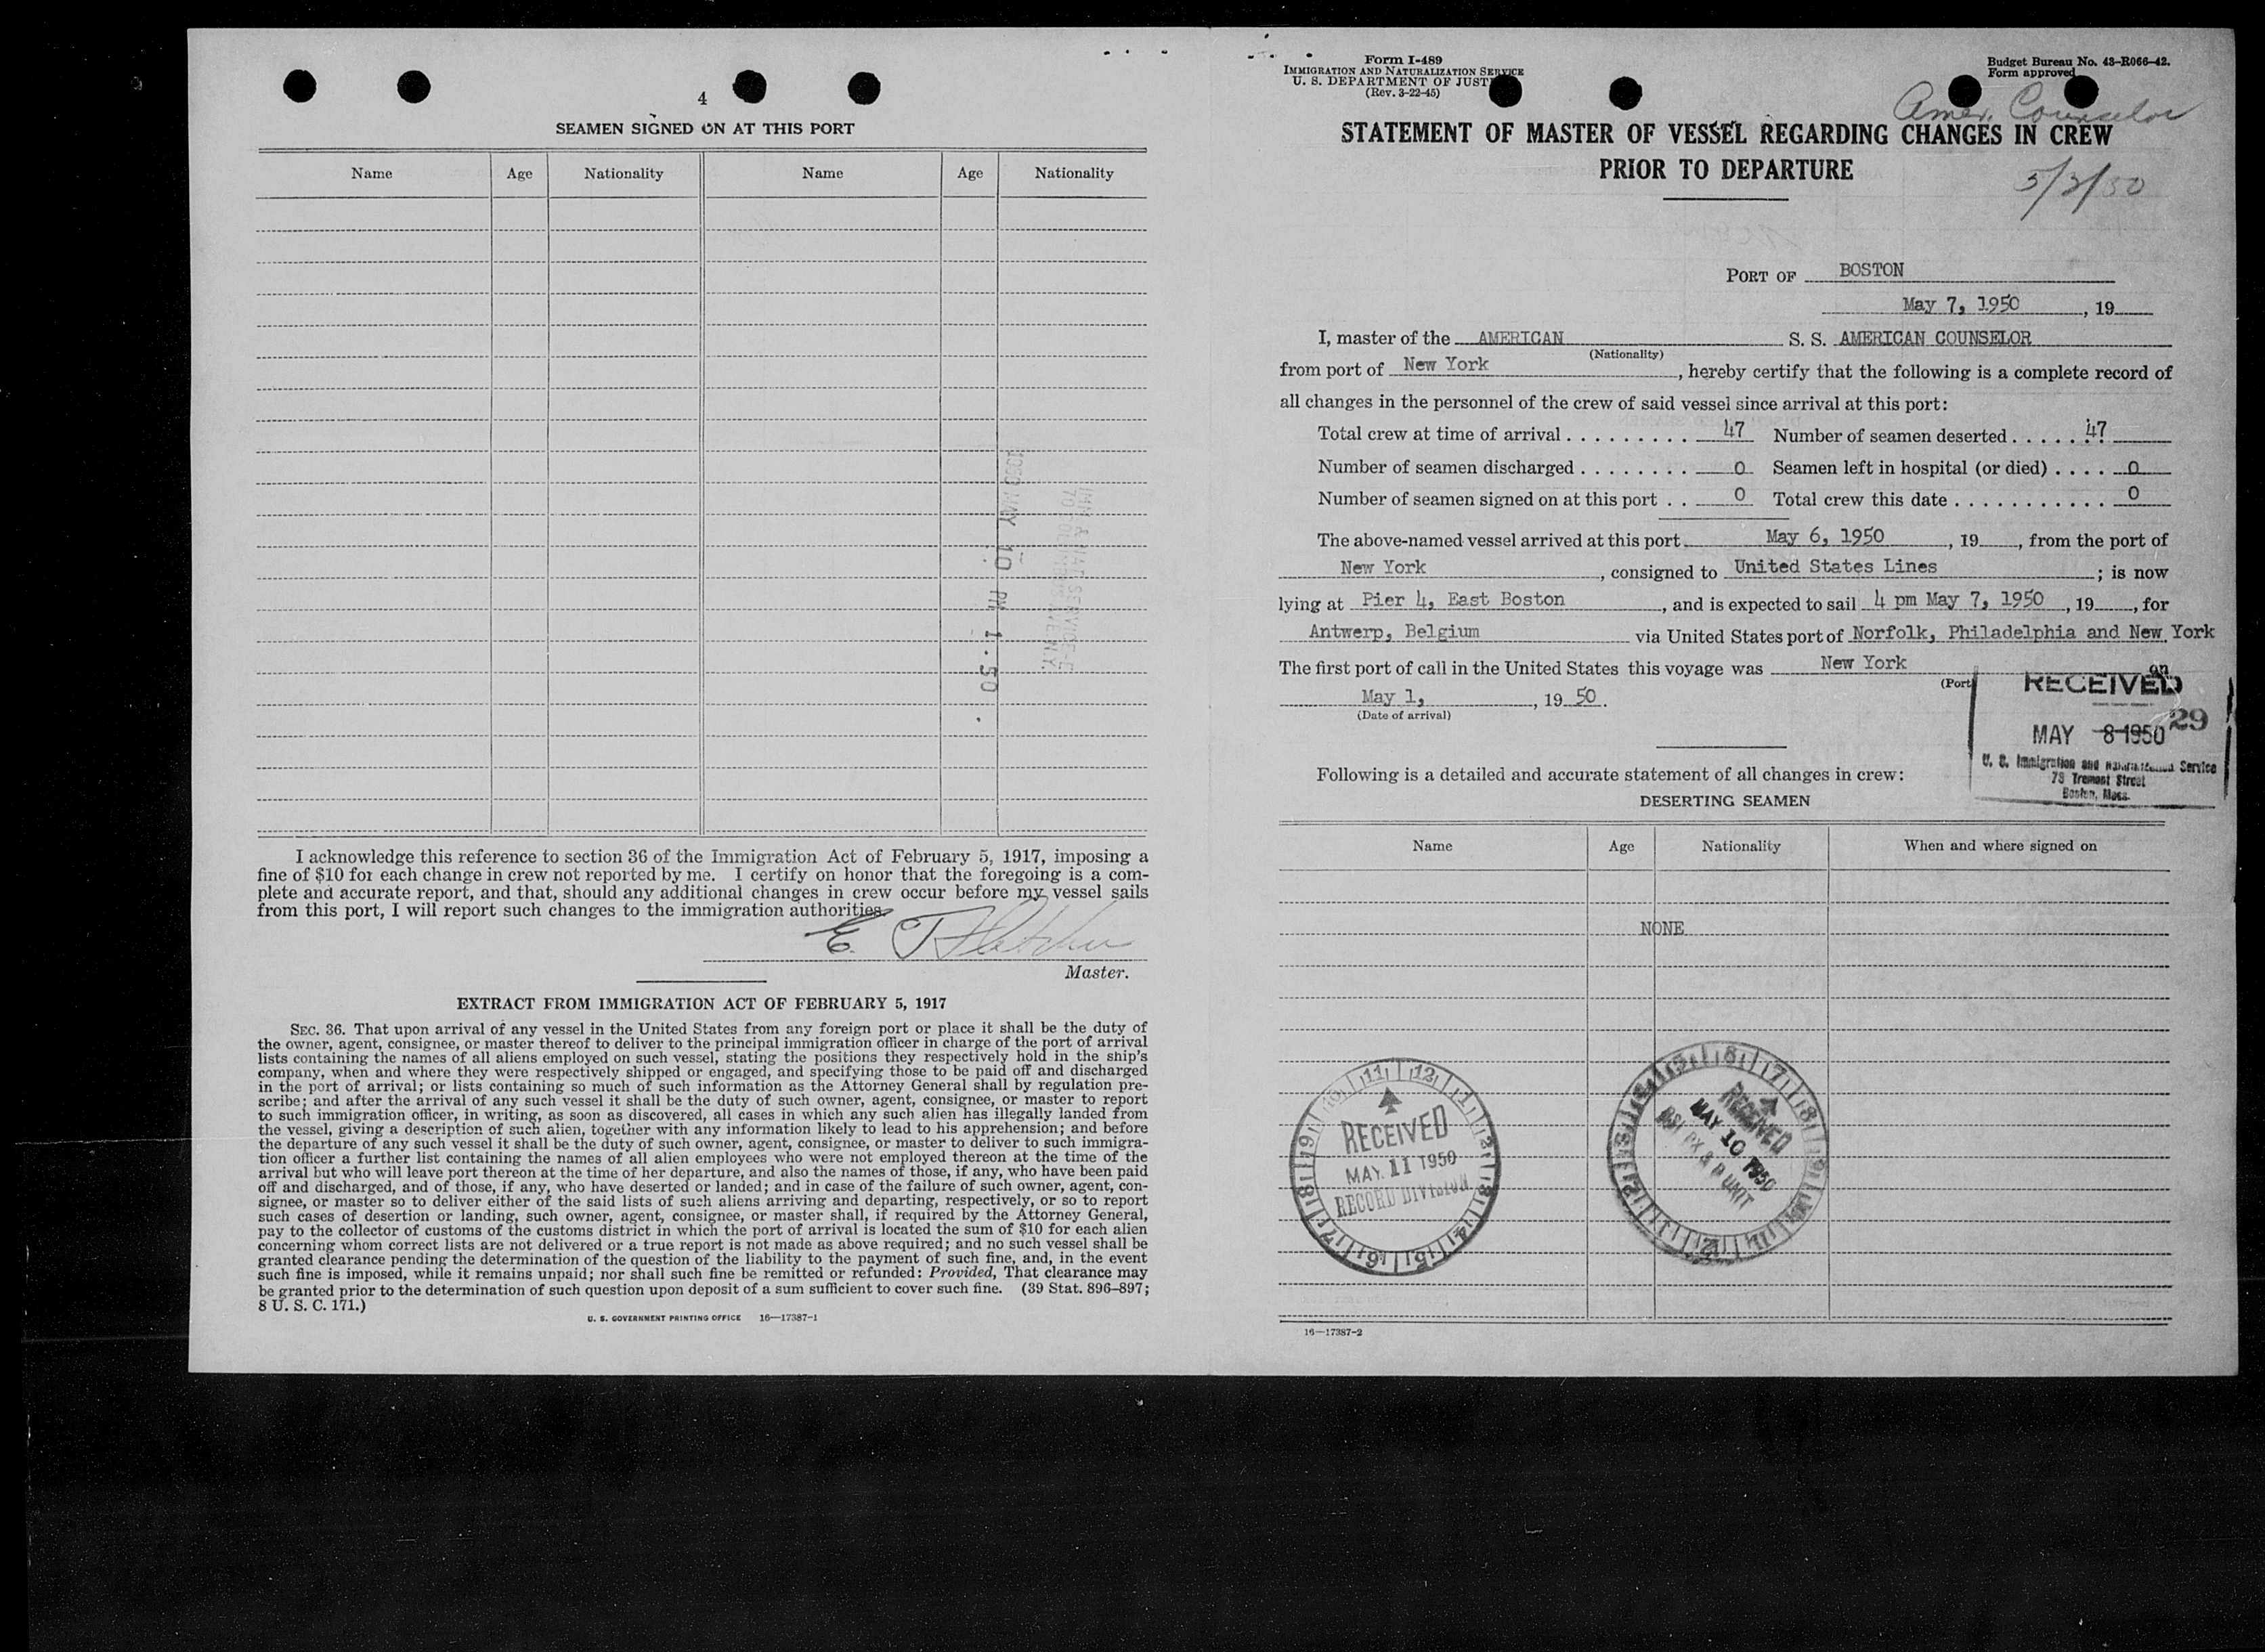 4
SEAMEN SIGNED ON AT THIS PORT
Name Age Nationality Name Age Nationality
1950 MAY 10 PM 1 : 50
I acknowledge this reference to section 36 of the Immigration Act of February 5, 1917, imposing a
fine of $10 for each change in crew not reported by me. I certify on honor that the foregoing is a com-
plete and accurate report, and that, should any additional changes in crew occur before my vessel sails
from this port, I will report such changes to the immigration authorities.
E. T. Fletcher
Master.
EXTRACT FROM IMMIGRATION ACT OF FEBRUARY 5, 1917
SEC. 36. That upon arrival of any vessel in the United States from any foreign port or place it shall be the duty of
the owner, agent, consignee, or master thereof to deliver to the principal immigration officer in charge of the port of arrival
lists containing the names of all aliens employed on such vessel, stating the positions they respectively hold in the ship's
company, when and where they were respectively shipped or engaged, and specifying those to be paid off and discharged
in the port of arrival; or lists containing so much of such information as the Attorney General shall by regulation pre-
scribe; and after the arrival of any such vessel it shall be the duty of such owner, agent, consignee, or master to report
to such immigration officer, in writing, as soon as discovered, all cases in which any such alien has illegally landed from
the vessel, giving a description of such alien, together with any information likely to lead to his apprehension; and before
the departure of any such vessel it shall be the duty of such owner, agent, consignee, or master to deliver to such immigra-
tion officer a further list containing the names of all alien employees who were not employed thereon at the time of the
arrival but who will leave port thereon at the time of her departure, and also the names of those, if any, who have been paid
off and discharged, and of those, if any, who have deserted or landed; and in case of the failure of such owner, agent, con-
signee, or master so to deliver either of the said lists of such aliens arriving and departing, respectively, or so to report
such cases of desertion or landing, such owner, agent, consignee, or master shall, if required by the Attorney General,
pay to the collector of customs of the customs district in which the port of arrival is located the sum of $10 for each alien
concerning whom correct lists are not delivered or a true report is not made as above required; and no such vessel shall be
granted clearance pending the determination of the question of the liability to the payment of such fine, and, in the event
such fine is imposed, while it remains unpaid; nor shall such fine be remitted or refunded: Provided, That clearance may
be granted prior to the determination of such question upon deposit of a sum sufficient to cover such fine. (39 Stat. 896–897;
8 U. S. C. 171.)
U. S. GOVERNMENT PRINTING OFFICE 16—17387-1
Form I-489
IMMIGRATION AND NATURALIZATION SERVICE
U. S. DEPARTMENT OF JUST
(Rev. 3-22-45)
Budget Bureau No. 43–R066–42.
Form approved
Amer. Counselor
STATEMENT OF MASTER OF VESSEL REGARDING CHANGES IN CREW
PRIOR TO DEPARTURE
5/2/50
PORT OF BOSTON
May 7, 1950, 19
I, master of the AMERICAN S. S. AMERICAN COUNSELOR
(Nationality)
from port of New York, hereby certify that the following is a complete record of
all changes in the personnel of the crew of said vessel since arrival at this port:
Total crew at time of arrival 47 Number of seamen deserted 47
Number of seamen discharged 0 Seamen left in hospital (or died) 0
Number of seamen signed on at this port 0 Total crew this date 0
The above-named vessel arrived at this port May 6, 1950, 19, from the port of
New York, consigned to United States Lines; is now
lying at Pier 4, East Boston, and is expected to sail 4 pm May 7, 1950, 19, for
Antwerp, Belgium via United States port of Norfolk, Philadelphia and New York
The first port of call in the United States this voyage was New York on
(Port)
May 1, 19 50.
(Date of arrival)
RECEIVED
MAY 8-1950 29
U. S. Immigration and Naturalization Service
73 Tremont Street
Boston, Mass.
Following is a detailed and accurate statement of all changes in crew:
DESERTING SEAMEN
Name Age Nationality When and where signed on
NONE
RECEIVED
MAY 11 1950
RECORD DIVISION
RECEIVED
MAY 10 1950
16—17387-2